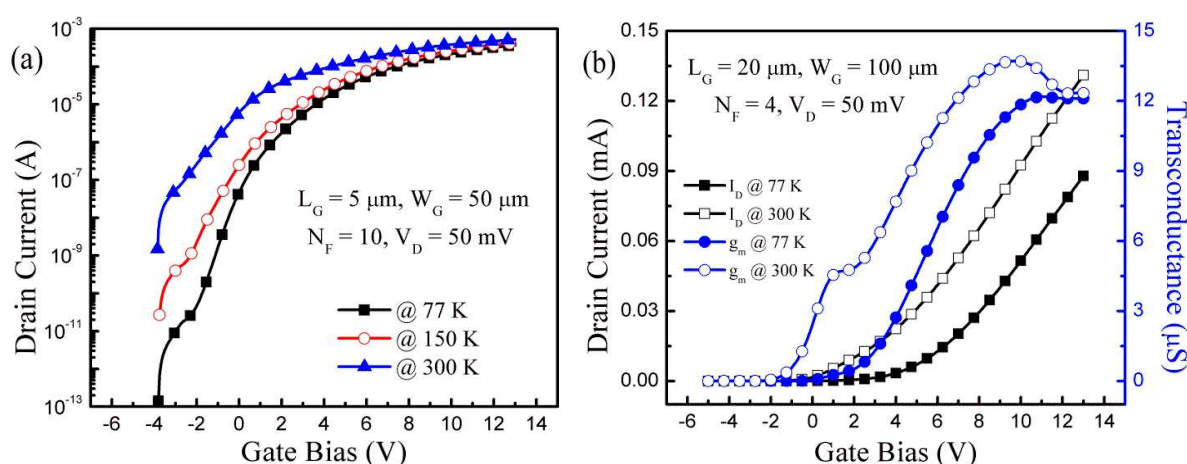 (a)
10^-3
10^-5
10^-7
10^-9
10^-11
10^-13
Drain Current (A)
L_G = 5 μm, W_G = 50 μm
N_F = 10, V_D = 50 mV
@ 77 K
@ 150 K
@ 300 K
-6 -4 -2 0 2 4 6 8 10 12 14
Gate Bias (V)
(b)
0.15
0.12
0.09
0.06
0.03
0.00
Drain Current (mA)
L_G = 20 μm, W_G = 100 μm
N_F = 4, V_D = 50 mV
I_D @ 77 K
I_D @ 300 K
g_m @ 77 K
g_m @ 300 K
15
12
9
6
3
0
Transconductance (μS)
-6 -4 -2 0 2 4 6 8 10 12 14
Gate Bias (V)